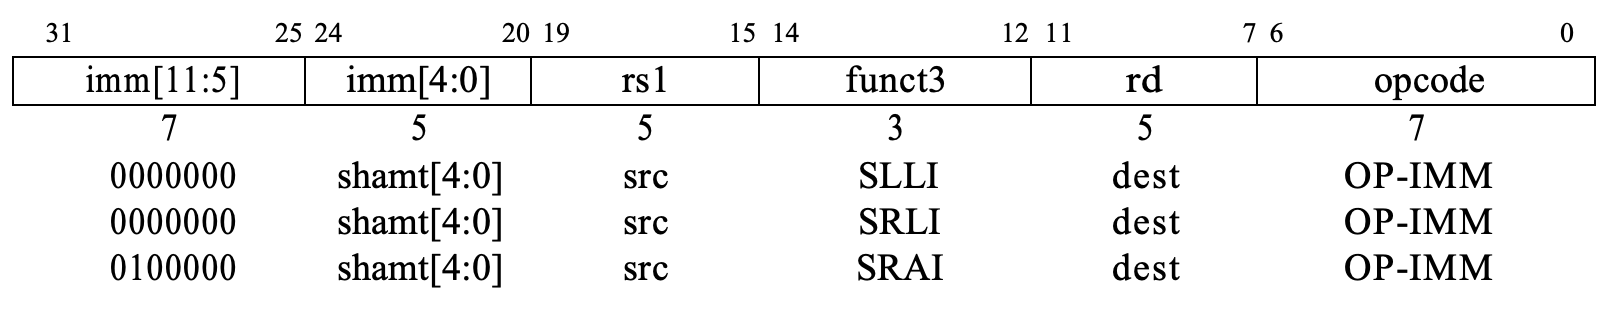 31 25 24 20 19 15 14 12 11 7 6 0
imm[11:5] imm[4:0] rs1 funct3 rd opcode
7 5 5 3 5 7
0000000 shamt[4:0] src SLLI dest OP-IMM
0000000 shamt[4:0] src SRLI dest OP-IMM
0100000 shamt[4:0] src SRAI dest OP-IMM